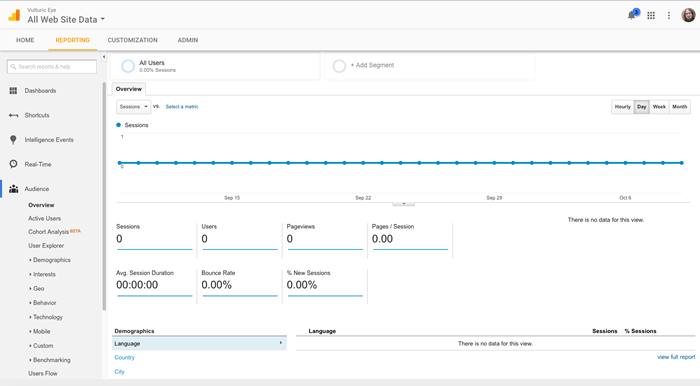 Vulturic Eye
All Web Site Data
3
HOME REPORTING CUSTOMIZATION ADMIN
Search reports & help
All Users
0.00% Sessions
+ Add Segment
Dashboards
Shortcuts
Intelligence Events
Real-Time
Audience
Overview
Active Users
Cohort Analysis BETA
User Explorer
Demographics
Interests
Geo
Behavior
Technology
Mobile
Custom
Benchmarking
Users Flow
Overview
Sessions vs. Select a metric
Hourly Day Week Month
Sessions
1
0
Sep 15 Sep 22 Sep 29 Oct 6
Sessions
0
Users
0
Pageviews
0
Pages / Session
0.00
There is no data for this view.
Avg. Session Duration
00:00:00
Bounce Rate
0.00%
% New Sessions
0.00%
Demographics
Language
Country
City
Language Sessions % Sessions
There is no data for this view.
view full report